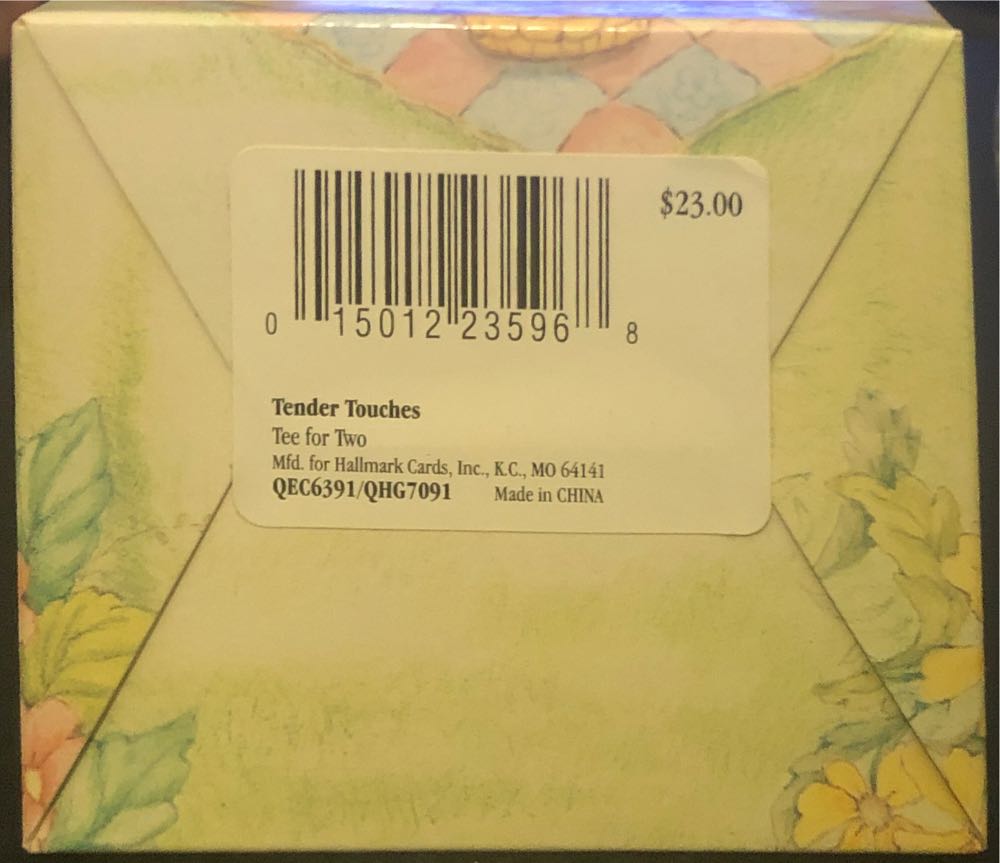 $23.00
0 15012 23596 8
Tender Touches
Tee for Two
Mfd. for Hallmark Cards, Inc., K.C., MO 64141
QEC6391/QHG7091 Made in CHINA